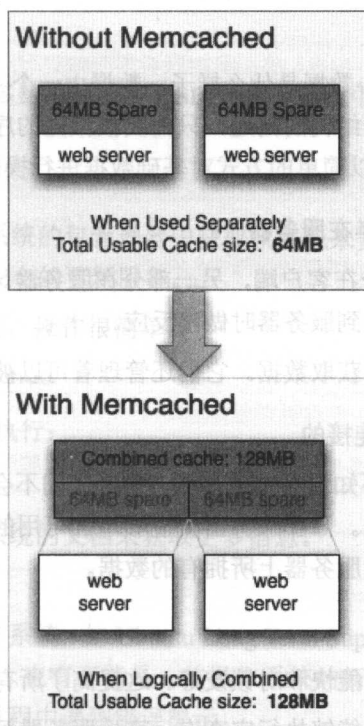 Without Memcached
64MB Spare
64MB Spare
web server
web server
When Used Separately
Total Usable Cache size: 64MB
With Memcached
Combined cache: 128MB
64MB spare
64MB spare
web
server
web
server
When Logically Combined
Total Usable Cache size: 128MB